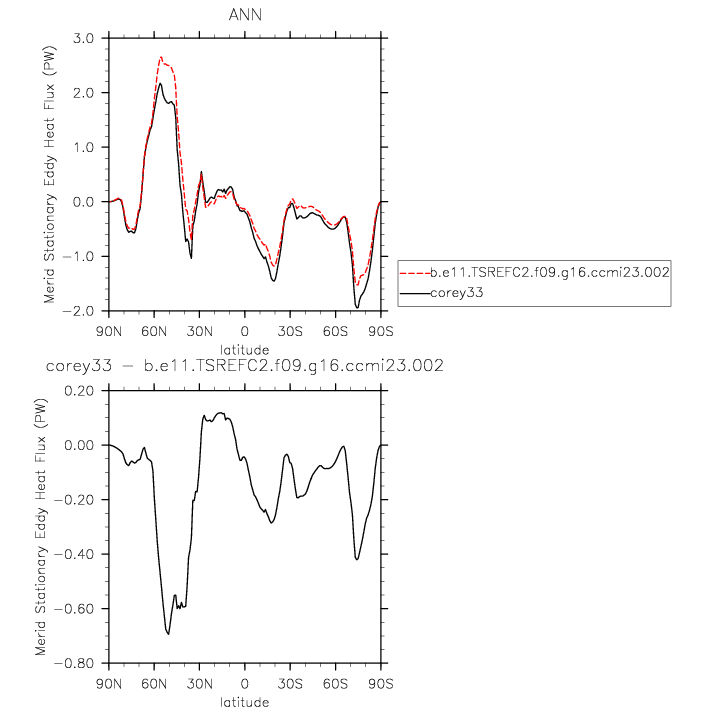 ANN
Merid Stationary Eddy Heat Flux (PW)
3.0
2.0
1.0
0.0
−1.0
−2.0
90N 60N 30N 0 30S 60S 90S
latitude
b.e11.TSREFC2.f09.g16.ccmi23.002
corey33
corey33 − b.e11.TSREFC2.f09.g16.ccmi23.002
Merid Stationary Eddy Heat Flux (PW)
0.20
0.00
−0.20
−0.40
−0.60
−0.80
90N 60N 30N 0 30S 60S 90S
latitude